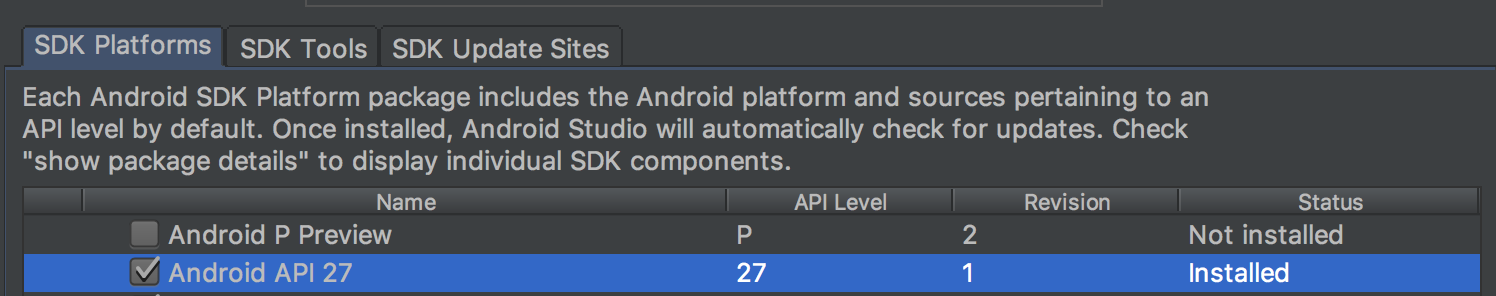 SDK Platforms SDK Tools SDK Update Sites
Each Android SDK Platform package includes the Android platform and sources pertaining to an
API level by default. Once installed, Android Studio will automatically check for updates. Check
"show package details" to display individual SDK components.
Name API Level Revision Status
Android P Preview P 2 Not installed
Android API 27 27 1 Installed